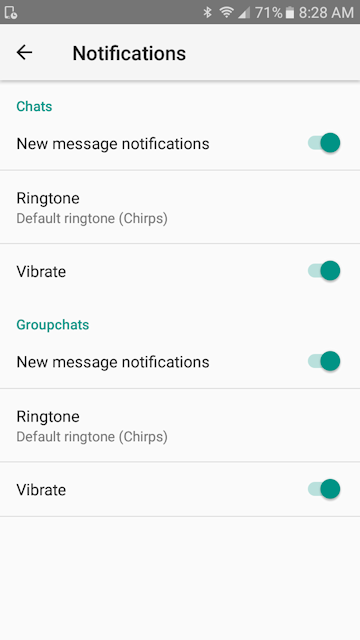 71% 8:28 AM
Notifications
Chats
New message notifications
Ringtone
Default ringtone (Chirps)
Vibrate
Groupchats
New message notifications
Ringtone
Default ringtone (Chirps)
Vibrate